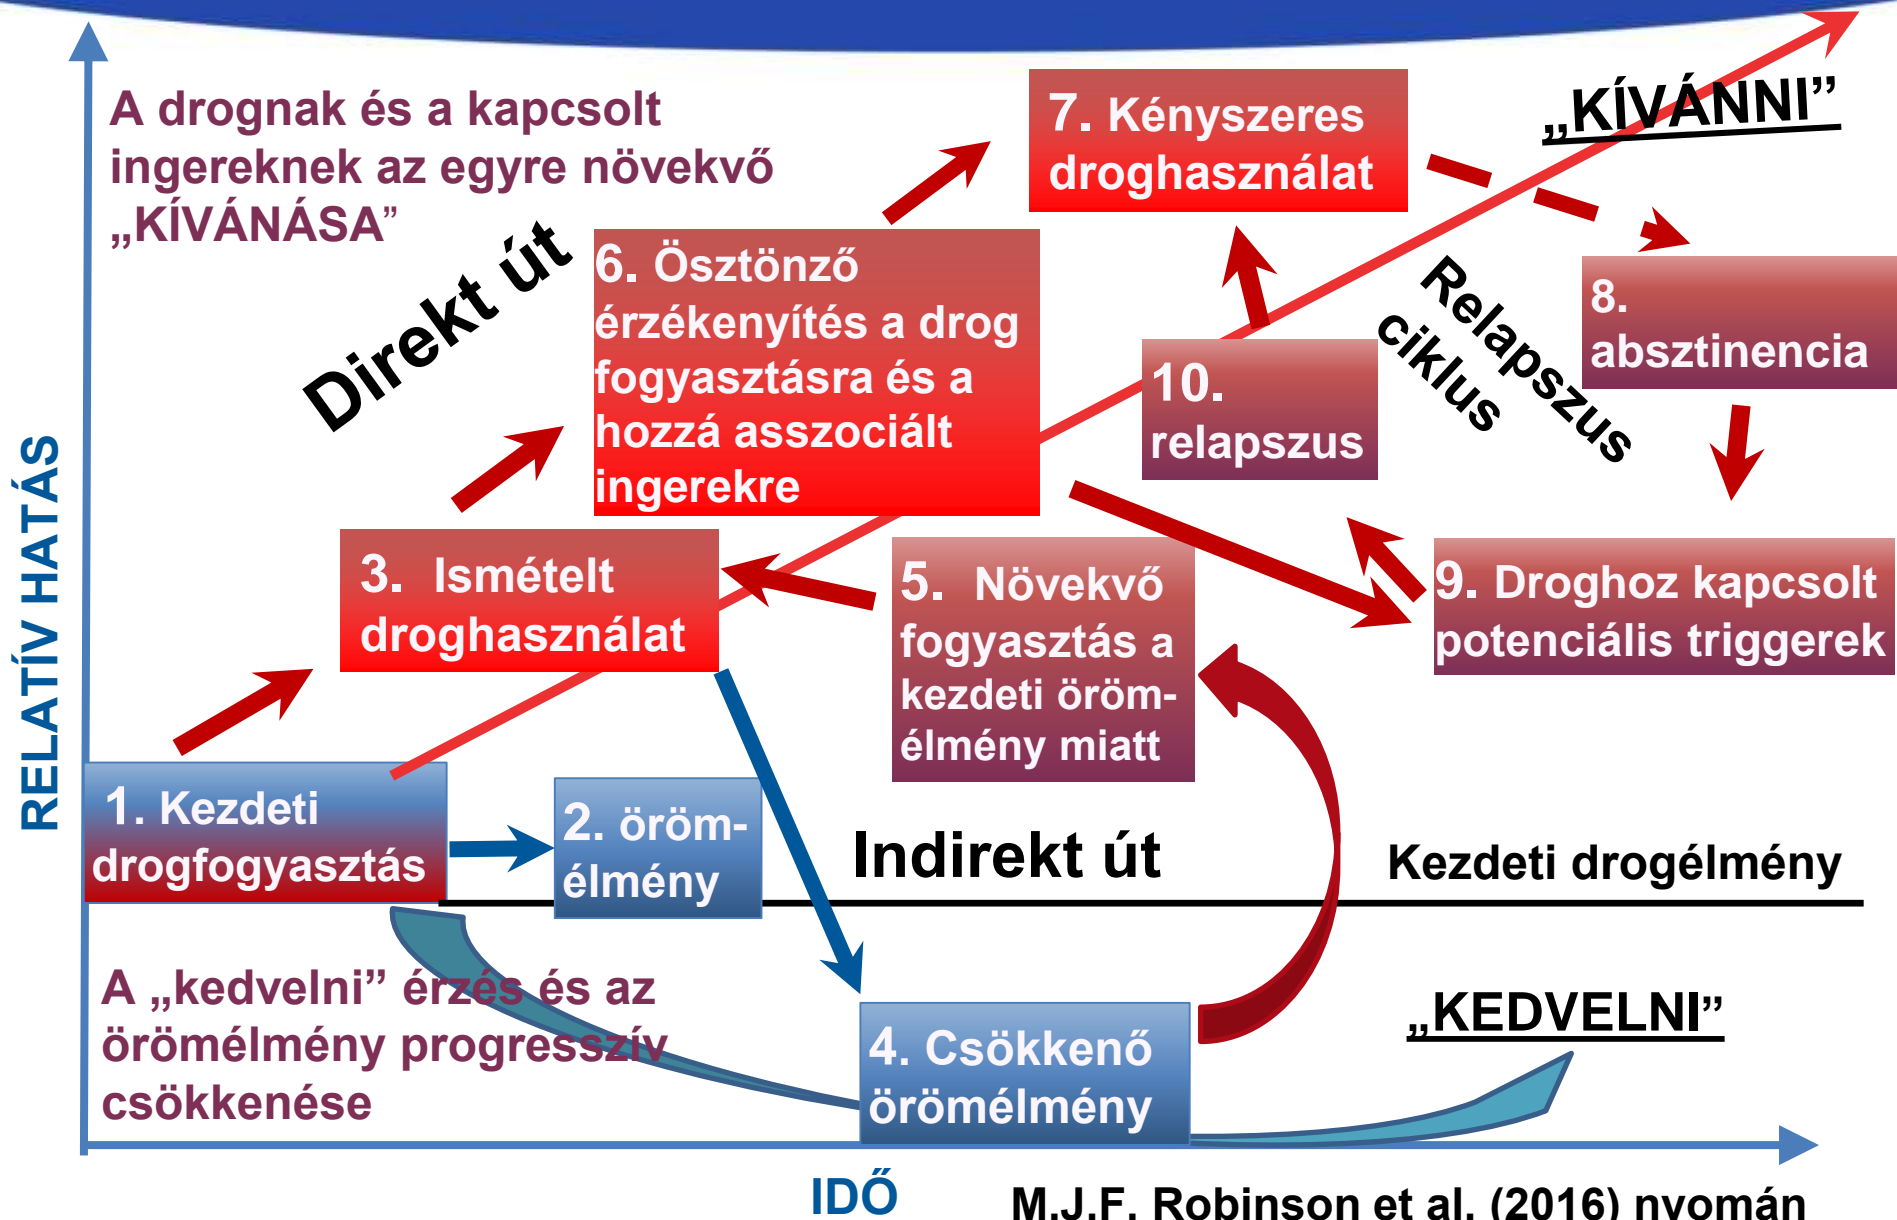 A drognak és a kapcsolt
ingereknek az egyre növekvő
„KÍVÁNÁSA”
Direkt út
7. Kényszeres
droghasználat
„KÍVÁNNI”
6. Ösztönző
érzékenyítés a drog
fogyasztásra és a
hozzá asszociált
ingerekre
Relapszus
ciklus
8.
absztinencia
10.
relapszus
RELATÍV HATÁS
3. Ismételt
droghasználat
5. Növekvő
fogyasztás a
kezdeti öröm-
élmény miatt
9. Droghoz kapcsolt
potenciális triggerek
1. Kezdeti
drogfogyasztás
2. öröm-
élmény
Indirekt út
Kezdeti drogélmény
A „kedvelni” érzés és az
örömélmény progresszív
csökkenése
4. Csökkenő
örömélmény
„KEDVELNI”
IDŐ
M.J.F. Robinson et al. (2016) nyomán